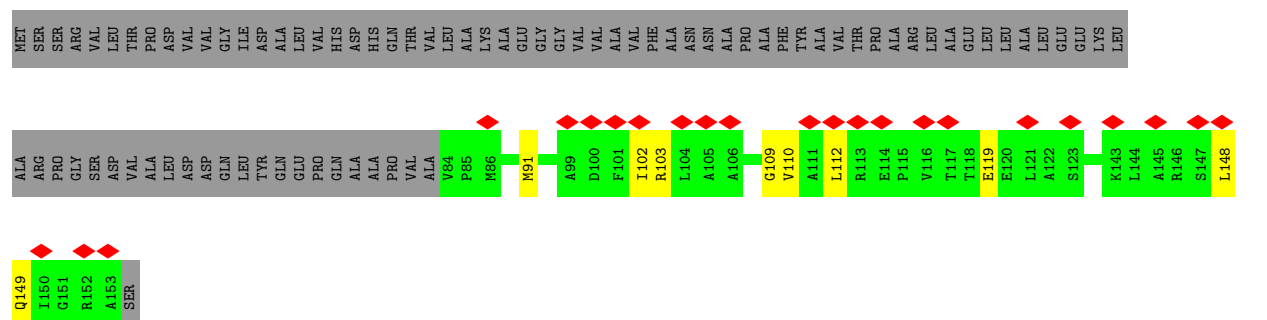 MET SER SER ARG VAL LEU THR PRO ASP VAL VAL GLY ILE ASP ALA LEU VAL HIS ASP HIS GLN THR VAL LEU ALA LYS ALA GLU GLY GLY VAL VAL ALA VAL PHE ALA ASN ASN ALA PRO ALA PHE TYR ALA VAL THR PRO ALA ARG LEU ALA GLU LEU LEU ALA LEU GLU GLU LYS LEU
ALA ARG PRO GLY SER ASP VAL ALA LEU ASP ASP GLN LEU TYR GLN GLU PRO GLN ALA ALA PRO VAL ALA V84 P85 M86 M91 A99 D100 F101 I102 R103 L104 A105 A106 G109 V110 A111 L112 R113 E114 P115 V116 T117 T118 E119 E120 L121 A122 S123 K143 L144 A145 R146 S147 L148
Q149 I150 G151 R152 A153 SER